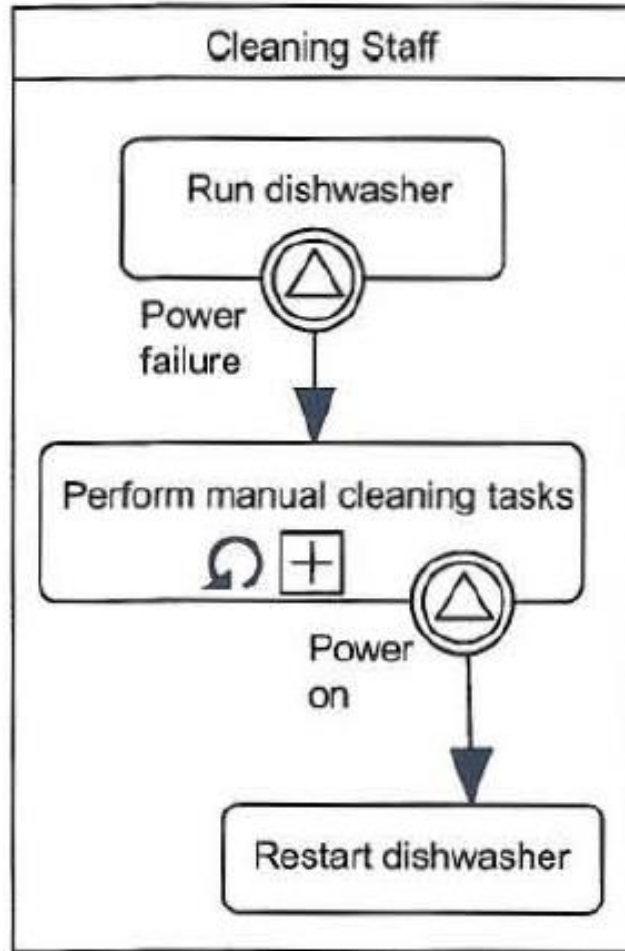 Cleaning Staff
Run dishwasher
Power
failure
Perform manual cleaning tasks
Power
on
Restart dishwasher